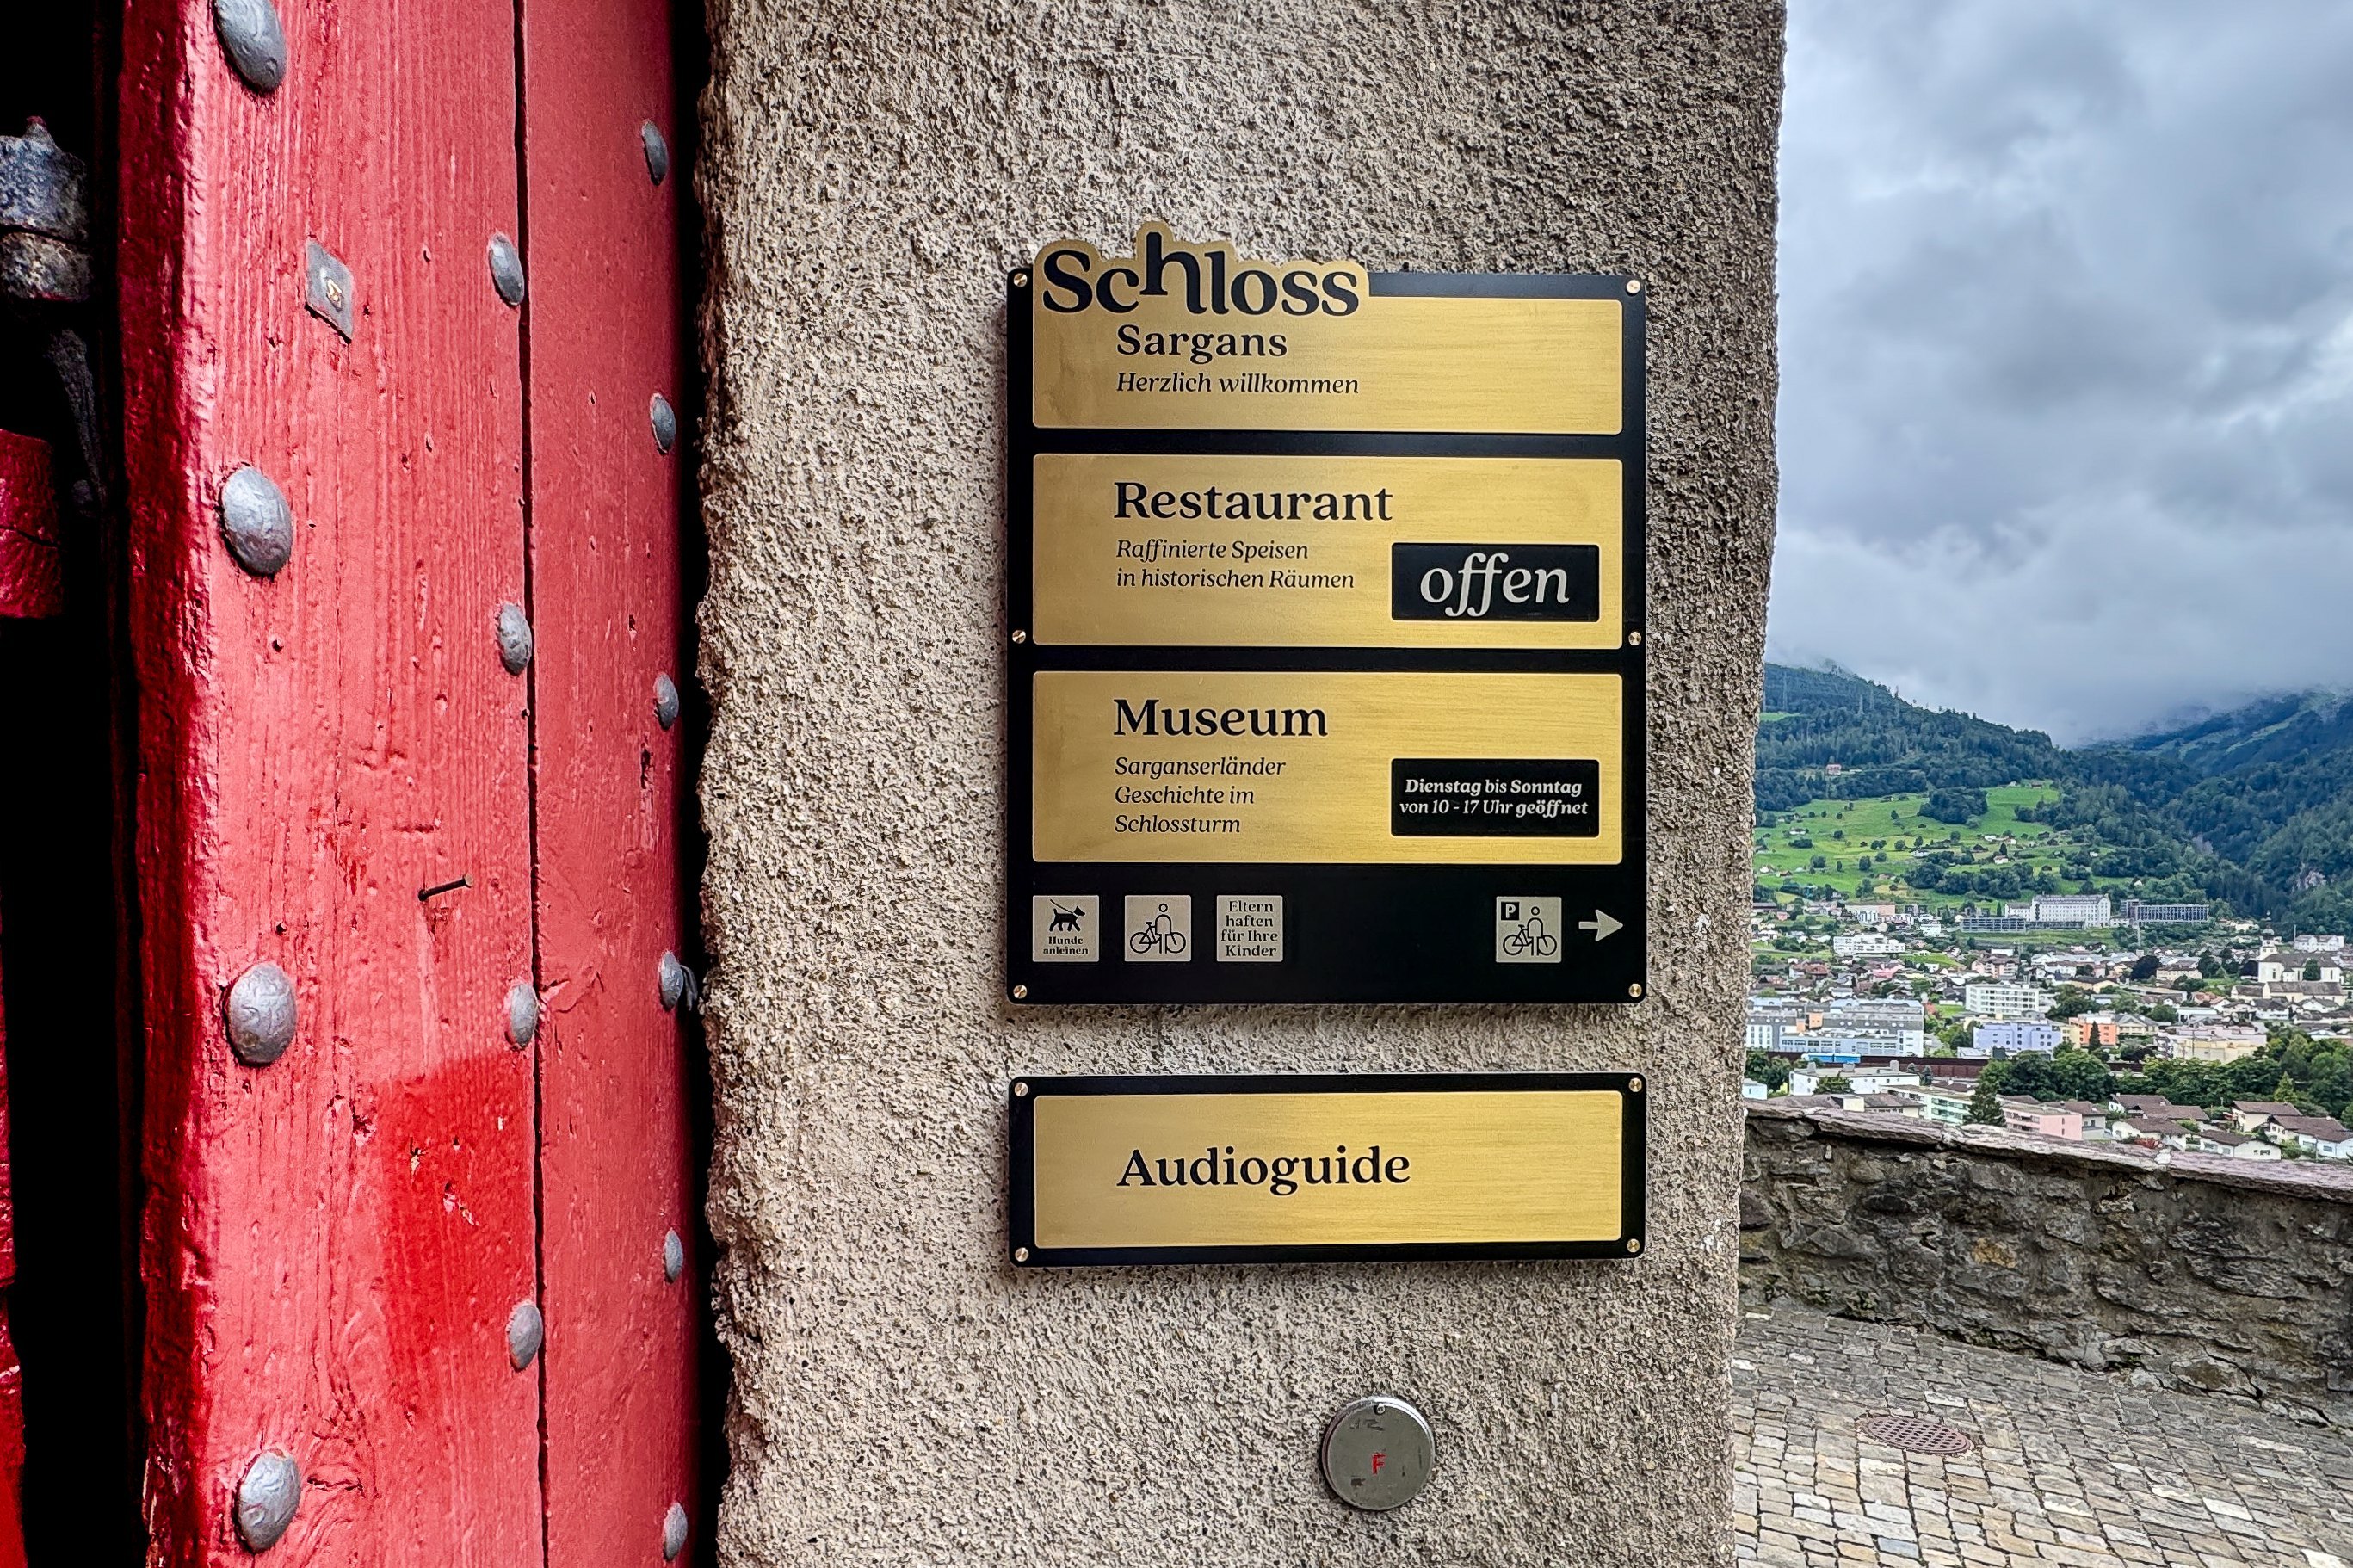 Schloss
Sargans
Herzlich willkommen
Restaurant
Raffinierte Speisen
in historischen Räumen
offen
Museum
Sarganserländer
Geschichte im
Schlossturm
Dienstag bis Sonntag
von 10 - 17 Uhr geöffnet
Hunde
anleinen
Eltern
haften
für Ihre
Kinder
P
Audioguide
F